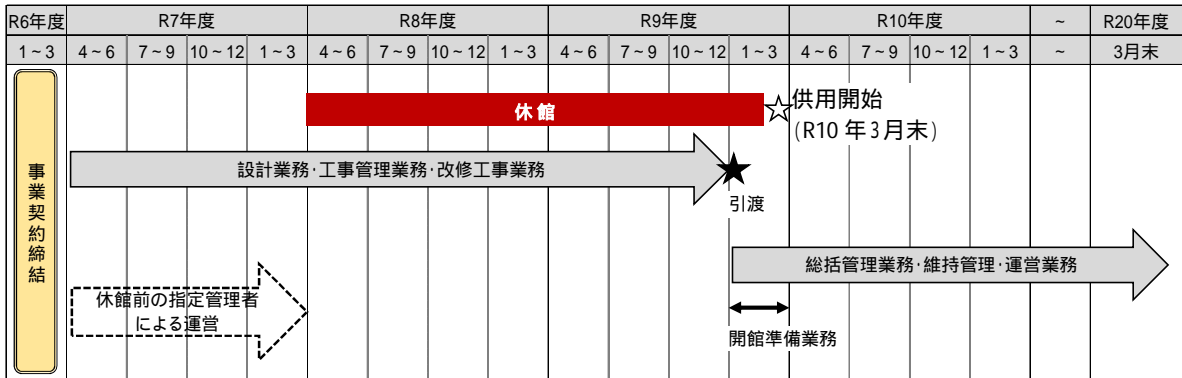 R6年度 R7年度 R8年度 R9年度 R10年度 ~ R20年度
1~3 4~6 7~9 10~12 1~3 4~6 7~9 10~12 1~3 4~6 7~9 10~12 1~3 4~6 7~9 10~12 1~3 ~ 3月末
休館
供用開始
(R10年3月末)
設計業務・工事管理業務・改修工事業務
引渡
事業契約締結
総括管理業務・維持管理・運営業務
休館前の指定管理者
による運営
開館準備業務